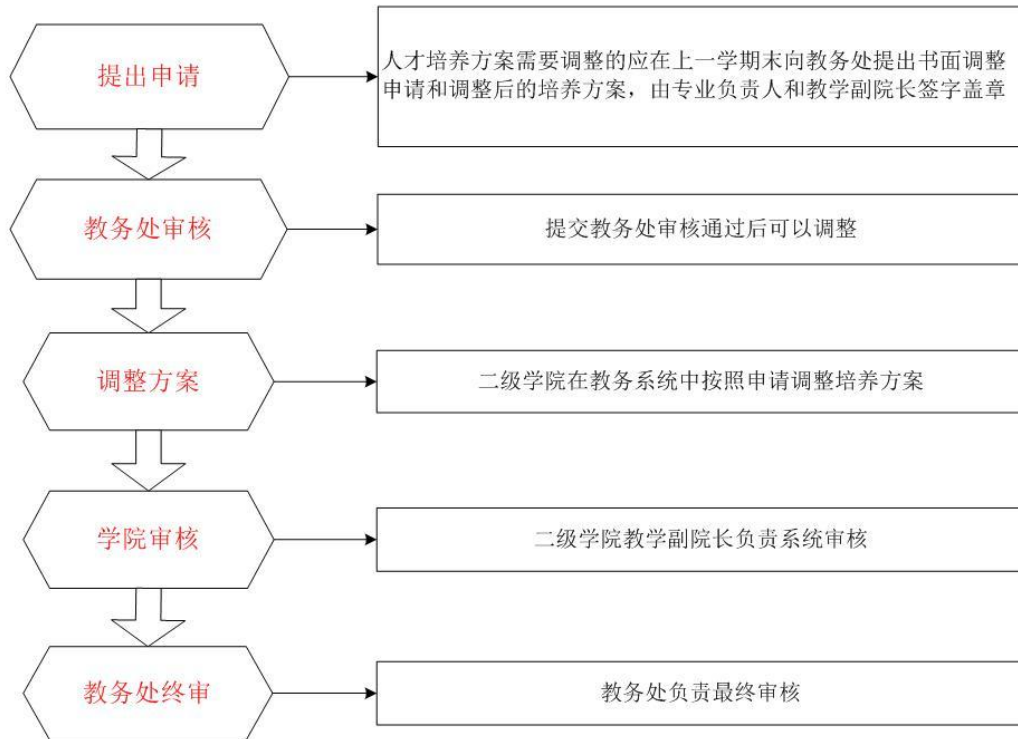 提出申请
人才培养方案需要调整的应在上一学期末向教务处提出书面调整
申请和调整后的培养方案，由专业负责人和教学副院长签字盖章
教务处审核
提交教务处审核通过后可以调整
调整方案
二级学院在教务系统中按照申请调整培养方案
学院审核
二级学院教学副院长负责系统审核
教务处终审
教务处负责最终审核